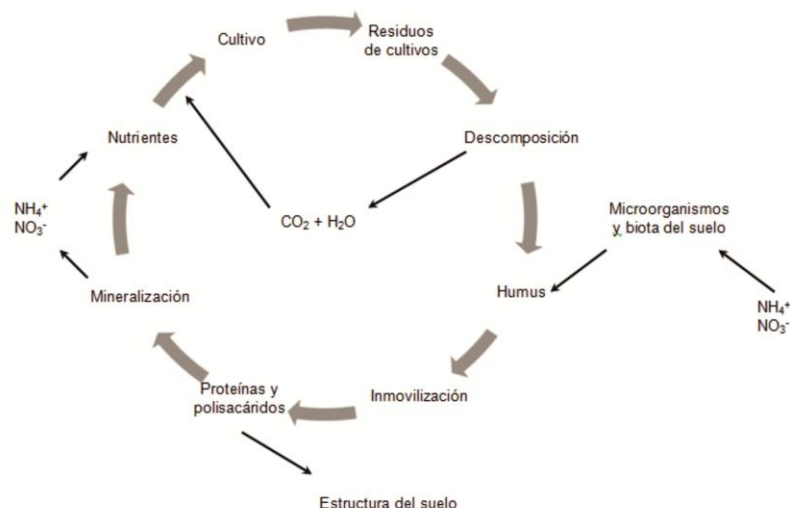 Cultivo
Residuos
de cultivos
Nutrientes
Descomposición
NH₄⁺
NO₃⁻
CO₂ + H₂O
Microorganismos
y biota del suelo
Mineralización
Humus
NH₄⁺
NO₃⁻
Proteínas y
polisacáridos
Inmovilización
Estructura del suelo